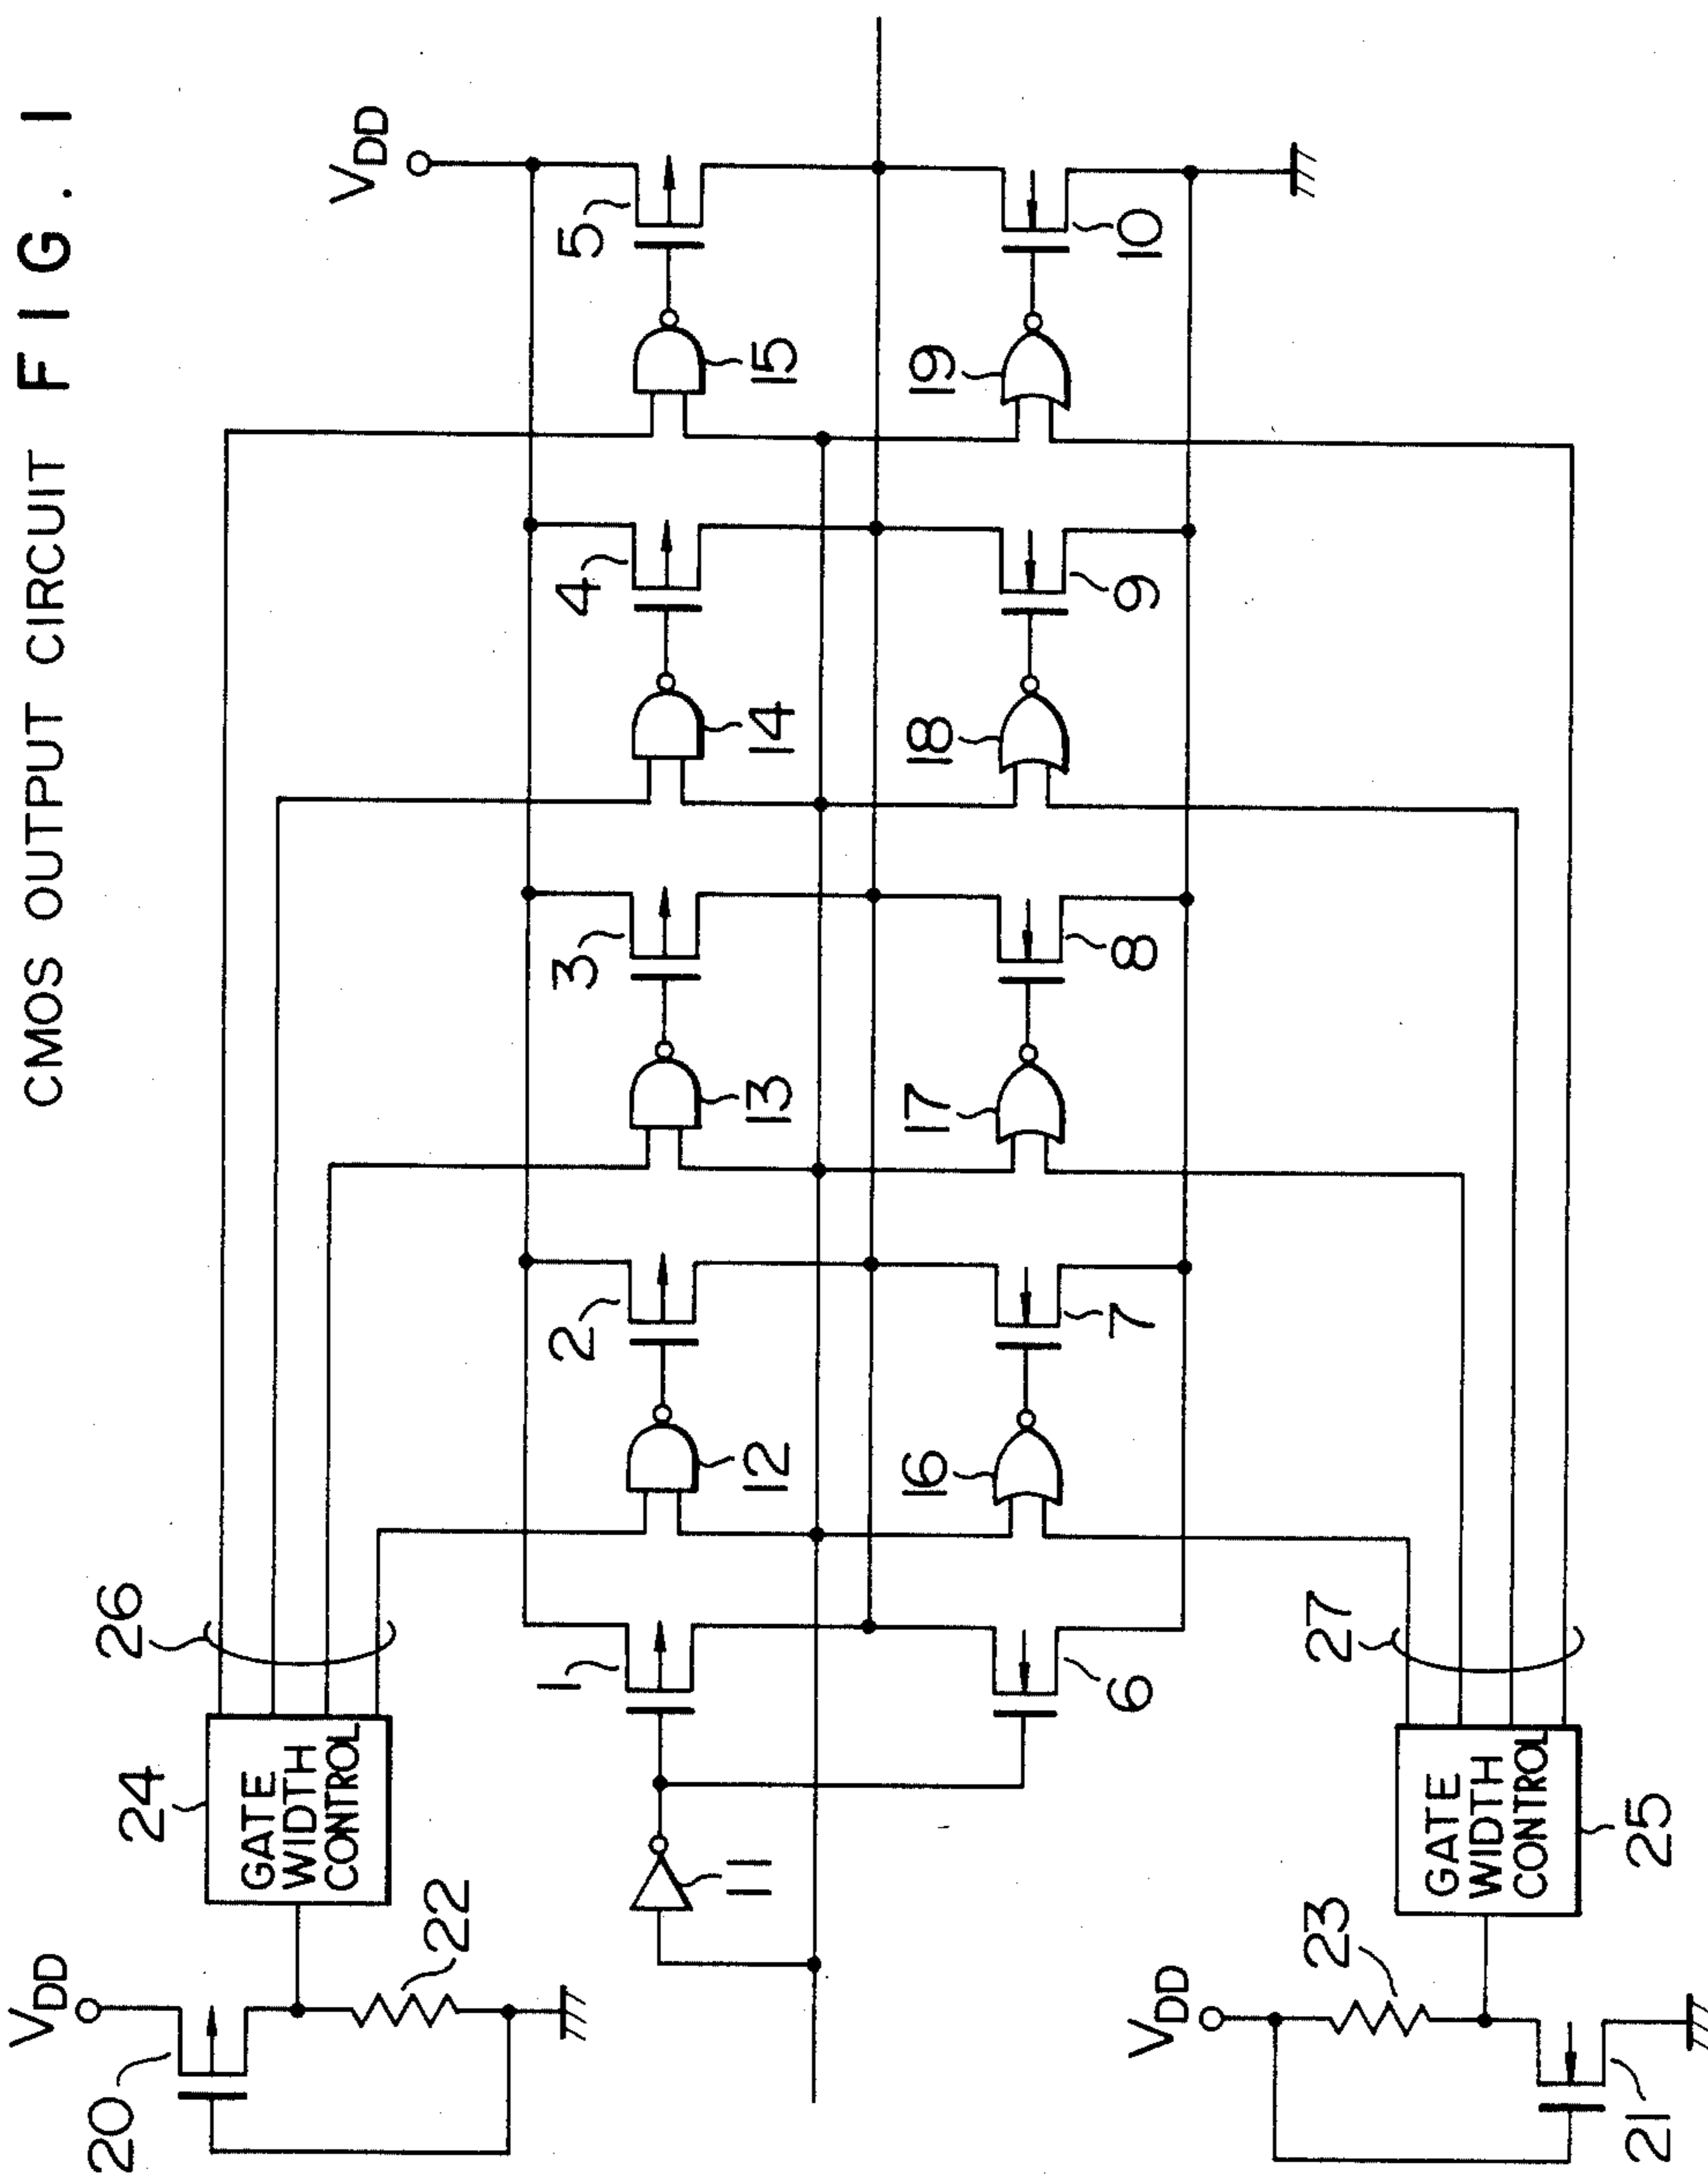 CMOS OUTPUT CIRCUIT FIG. 1
VDD
20
22
24
GATE
WIDTH
CONTROL
26
VDD
1
2
3
4
5
11
12
13
14
15
16
17
18
19
6
7
8
9
10
VDD
23
21
25
GATE
WIDTH
CONTROL
27